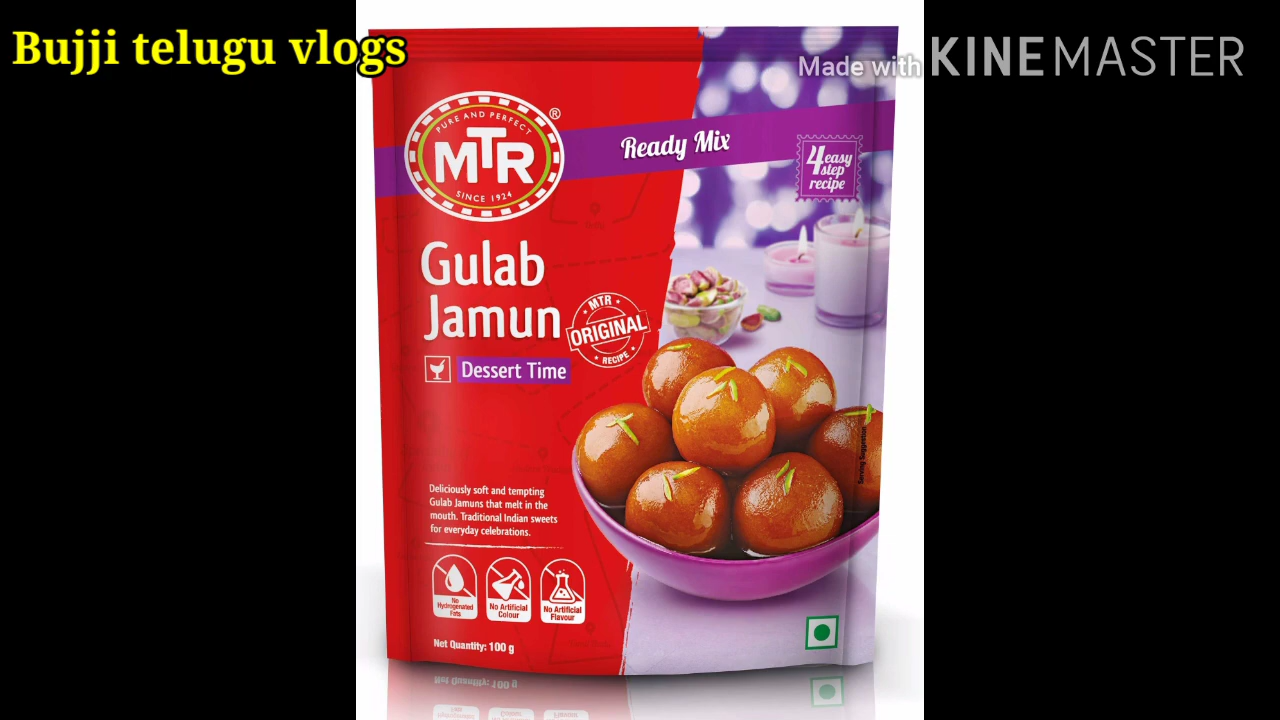 Bujji telugu vlogs
Made with KINEMASTER
PURE AND PERFECT
MTR
®
SINCE 1924
Ready Mix
4 easy
step
recipe
Gulab
Jamun
MTR
ORIGINAL
RECIPE
Dessert Time
Serving Suggestion
Deliciously soft and tempting
Gulab Jamuns that melt in the
mouth. Traditional Indian sweets
for everyday celebrations.
No
Hydrogenated
Fats
No Artificial
Colour
No Artificial
Flavour
Net Quantity: 100 g